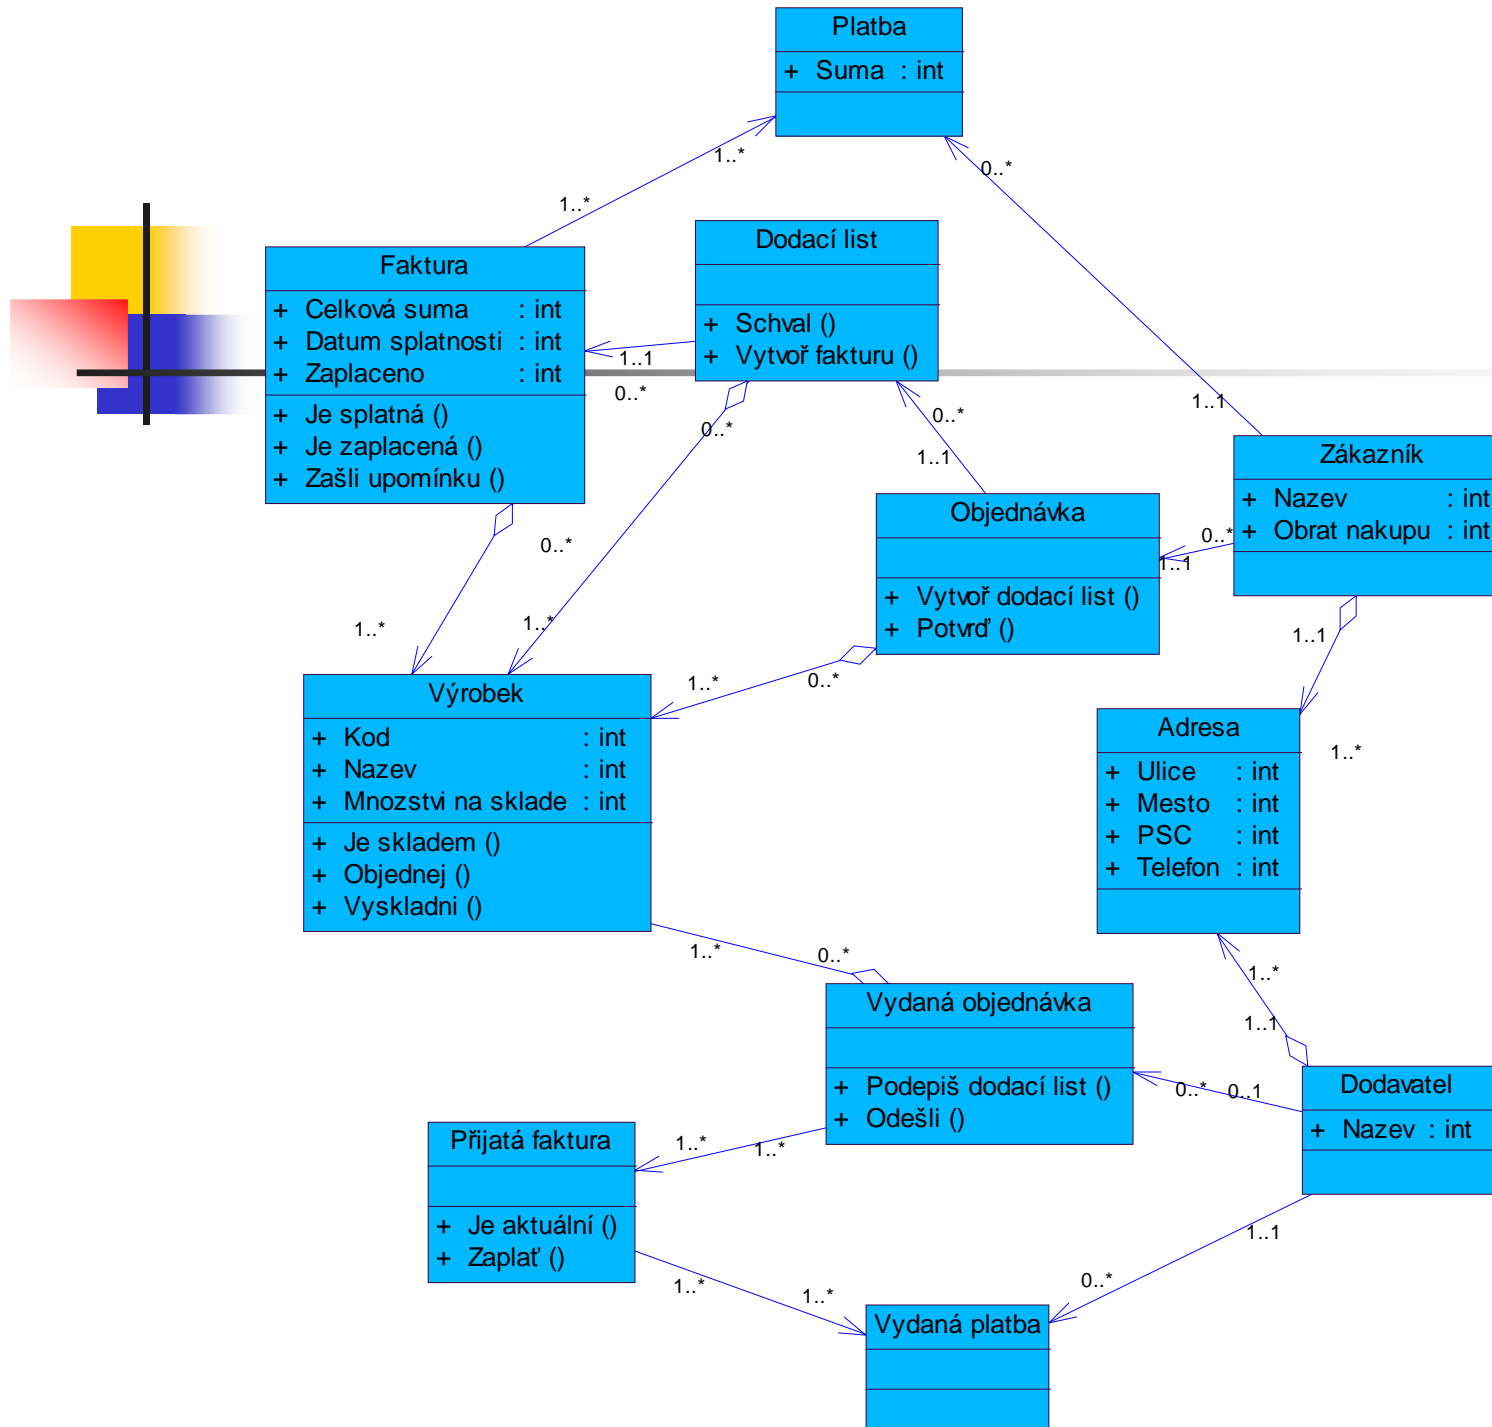 Platba
+ Suma : int
1..*
0..*
1..*
Dodací list
Faktura
+ Celková suma : int
+ Datum splatnosti : int
+ Zaplaceno : int
+ Schval ()
+ Vytvoř fakturu ()
1..1
0..*
1..1
0..*
0..*
+ Je splatná ()
+ Je zaplacená ()
+ Zašli upomínku ()
1..1
Zákazník
+ Nazev : int
+ Obrat nakupu : int
Objednávka
0..*
1..1
+ Vytvoř dodací list ()
+ Potvrď ()
0..*
1..*
1..*
1..1
1..*
0..*
Výrobek
+ Kod : int
+ Nazev : int
+ Mnozstvi na sklade : int
+ Je skladem ()
+ Objednej ()
+ Vyskladni ()
Adresa
+ Ulice : int
+ Mesto : int
+ PSC : int
+ Telefon : int
1..*
1..*
0..*
1..*
1..1
Vydaná objednávka
+ Podepiš dodací list ()
+ Odešli ()
0..*
0..1
Dodavatel
+ Nazev : int
Přijatá faktura
+ Je aktuální ()
+ Zaplať ()
1..*
1..*
1..1
1..*
1..*
0..*
Vydaná platba